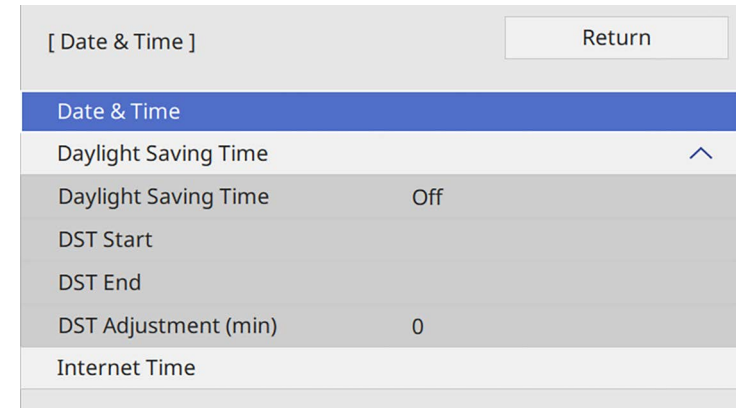 [ Date & Time ]
Return
Date & Time
Daylight Saving Time
Daylight Saving Time Off
DST Start
DST End
DST Adjustment (min) 0
Internet Time